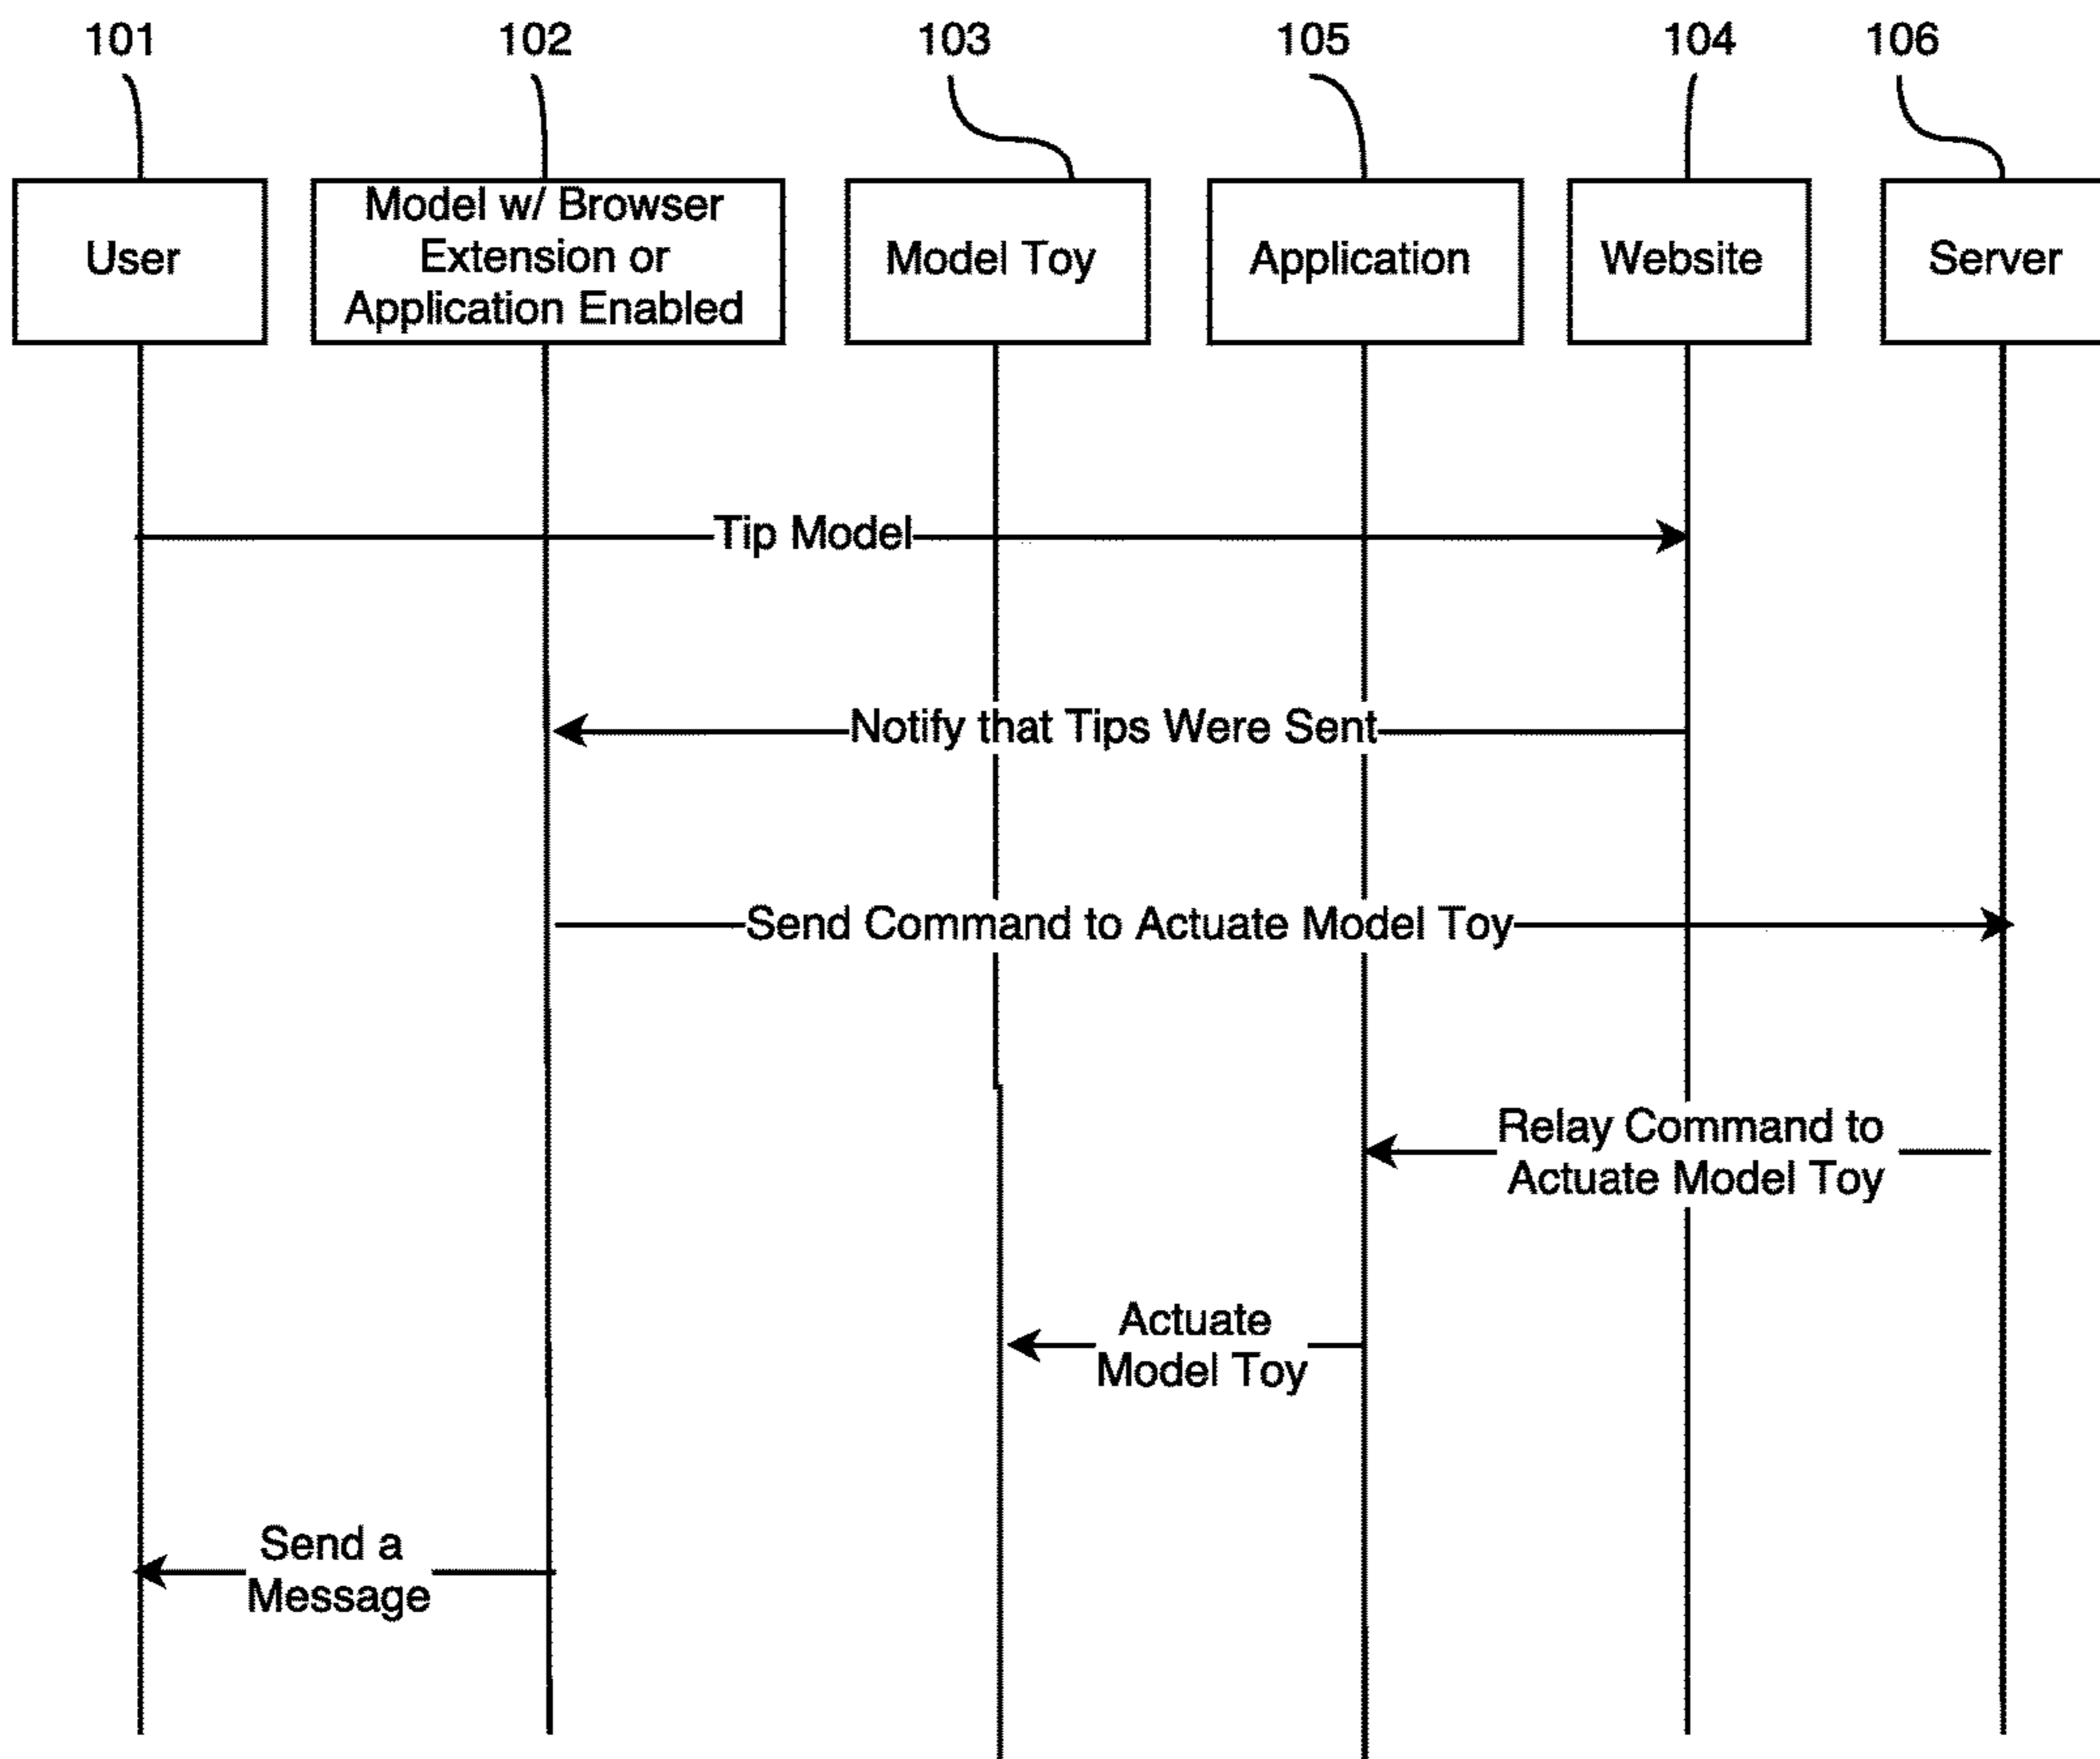 101
102
103
105
104
106
User
Model w/ Browser
Extension or
Application Enabled
Model Toy
Application
Website
Server
Tip Model
Notify that Tips Were Sent
Send Command to Actuate Model Toy
Relay Command to
Actuate Model Toy
Actuate
Model Toy
Send a
Message